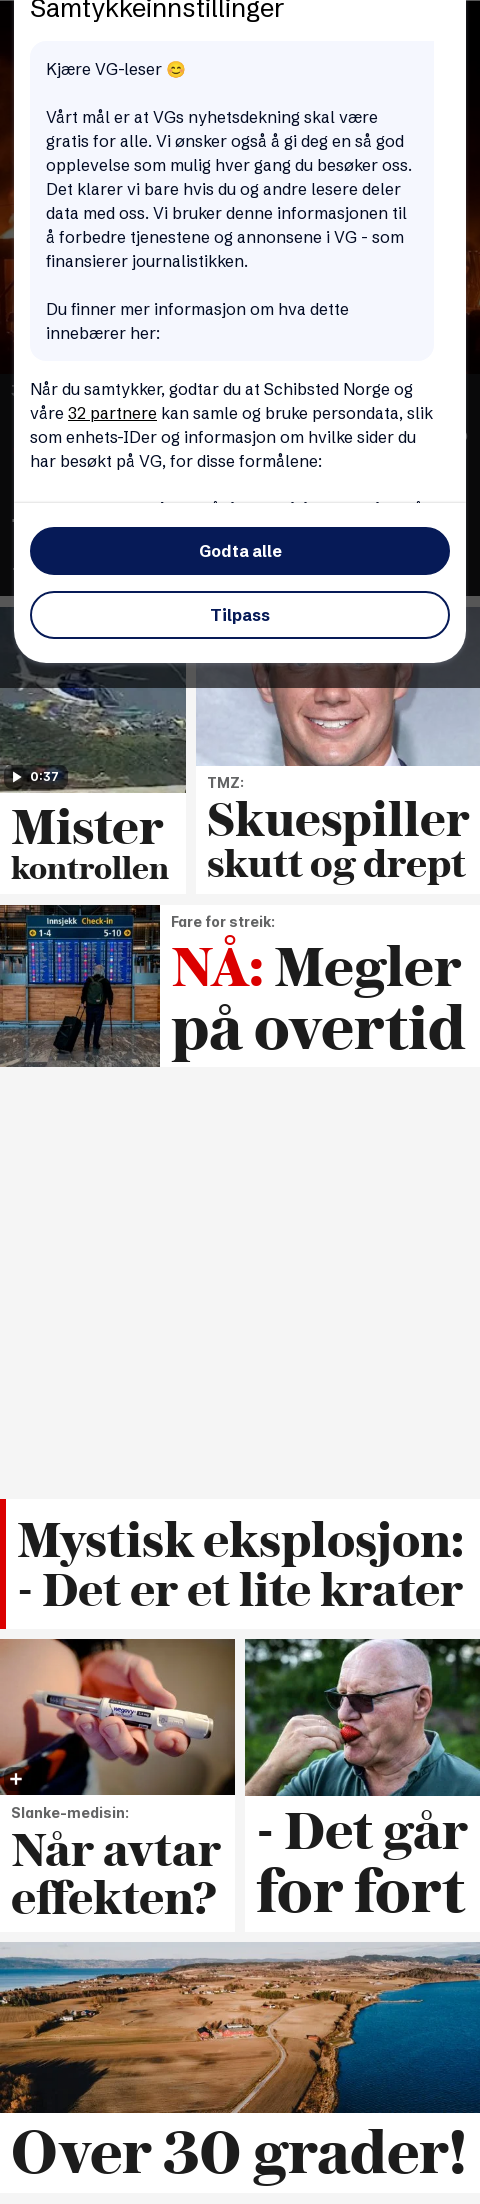 Samtykkeinnstillinger
Kjære VG-leser 😊
Vårt mål er at VGs nyhetsdekning skal være
gratis for alle. Vi ønsker også å gi deg en så god
opplevelse som mulig hver gang du besøker oss.
Det klarer vi bare hvis du og andre lesere deler
data med oss. Vi bruker denne informasjonen til
å forbedre tjenestene og annonsene i VG - som
finansierer journalistikken.
Du finner mer informasjon om hva dette
innebærer her:
Når du samtykker, godtar du at Schibsted Norge og
våre 32 partnere kan samle og bruke persondata, slik
som enhets-IDer og informasjon om hvilke sider du
har besøkt på VG, for disse formålene:
Godta alle
Tilpass
0:37
Mister
kontrollen
TMZ:
Skuespiller
skutt og drept
Innsjekk Check-in
1-4 5-10
Fare for streik:
NÅ: Megler
på overtid
Mystisk eksplosjon:
- Det er et lite krater
wegovy
Slanke-medisin:
Når avtar
effekten?
- Det går
for fort
Over 30 grader!